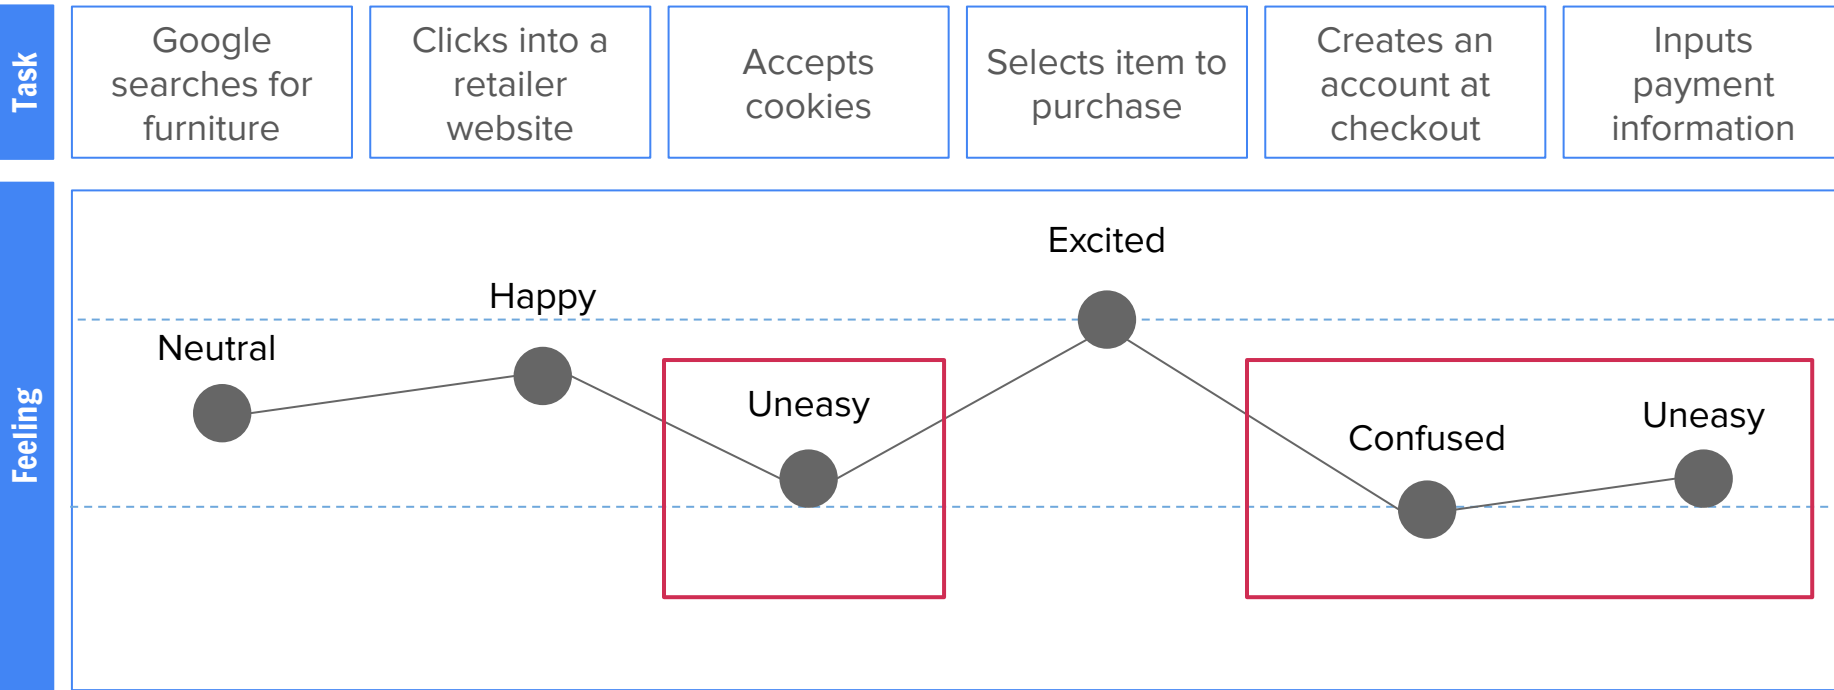 Task
Google
searches for
furniture
Clicks into a
retailer
website
Accepts
cookies
Selects item to
purchase
Creates an
account at
checkout
Inputs
payment
information
Feeling
Neutral
Happy
Uneasy
Excited
Confused
Uneasy